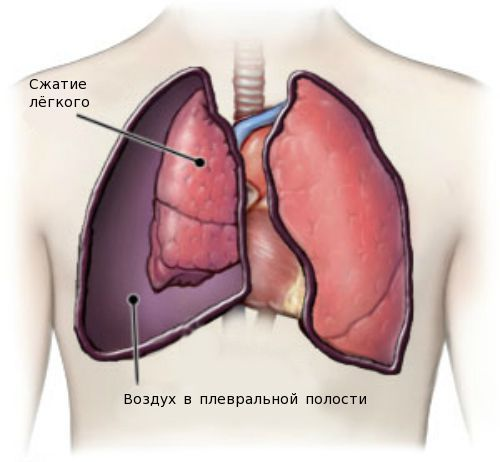 Сжатие
лёгкого
Воздух в плевральной полости